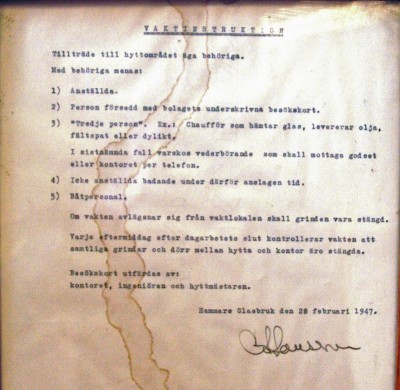 VAKTINSTRUKTION
Tillträde till hyttområdet äga behöriga.
Med behöriga menas:
1) Anställda.
2) Person försedd med bolagets underskrivna besökskort.
3) "Tredje person". Ex.: Chaufför som hämtar glas, levererar olja,
fältspat eller dylikt.
I sistnämnda fall varskos vederbörande som skall mottaga godset
eller kontoret per telefon.
4) Icke anställda badande under därför anslagen tid.
5) Båtpersonal.
Om vakten avlägsnar sig från vaktlokalen skall grinden vara stängd.
Varje eftermiddag efter dagarbetets slut kontrollerar vakten att
samtliga grindar och dörr mellan hytta och kontor äro stängda.
Besökskort utfärdas av:
kontoret, ingeniören och hyttmästaren.
Hammars Glasbruk den 28 februari 1947.